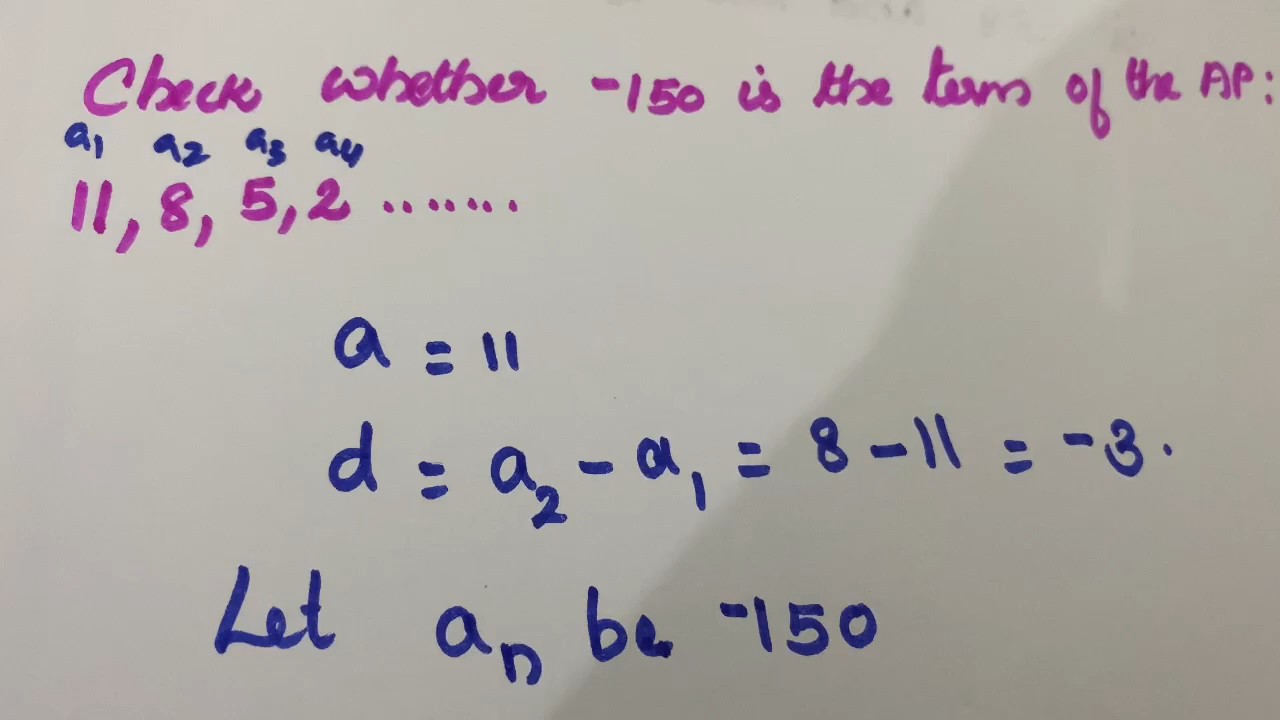 Check whether -150 is the term of the AP:
a1 a2 a3 a4
11, 8, 5, 2 .......
a = 11
d = a2 - a1 = 8 - 11 = -3.
Let an be -150